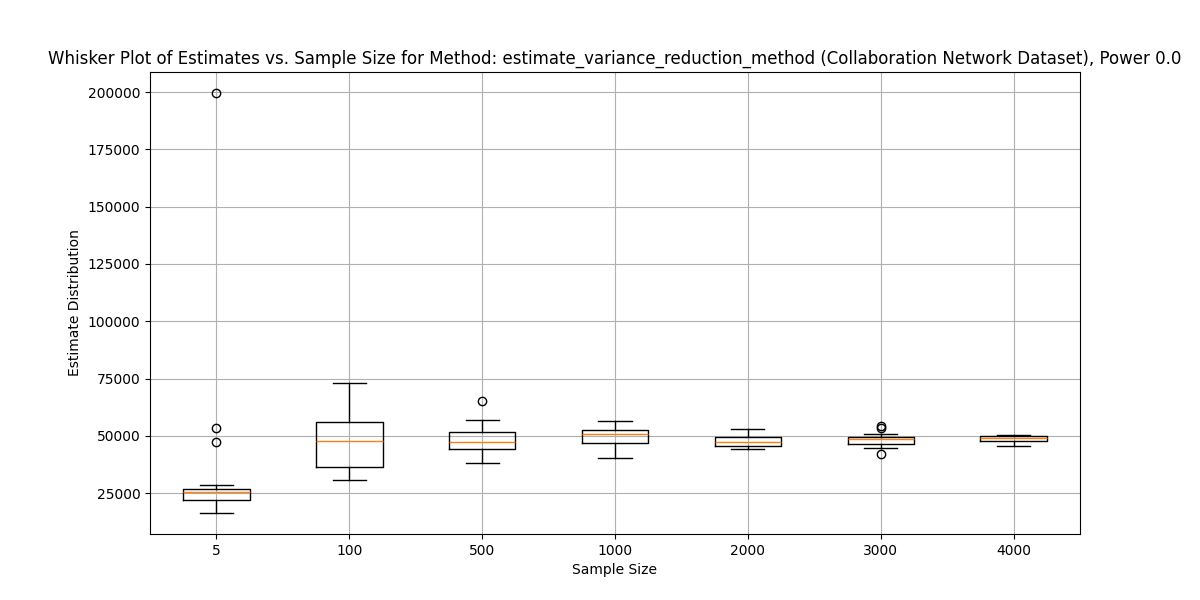 Whisker Plot of Estimates vs. Sample Size for Method: estimate_variance_reduction_method (Collaboration Network Dataset), Power 0.0
200000
175000
150000
125000
100000
75000
50000
25000
Estimate Distribution
5 100 500 1000 2000 3000 4000
Sample Size